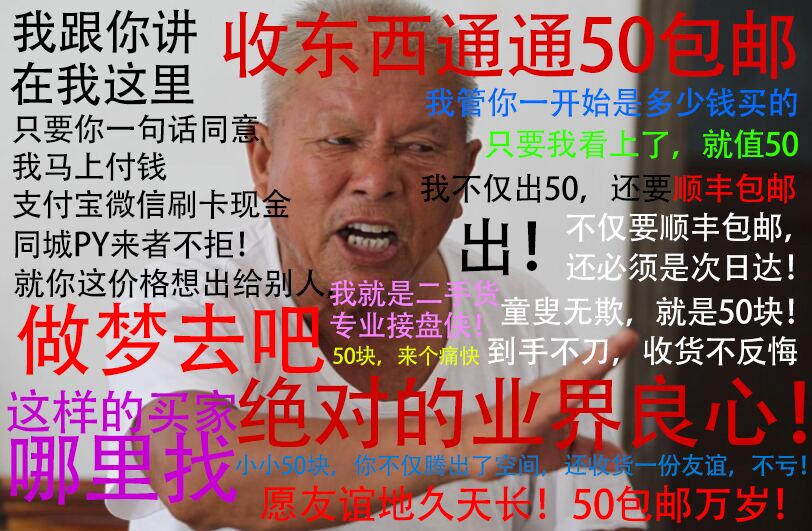 我跟你讲
在我这里
只要你一句话同意
我马上付钱
支付宝微信刷卡现金
同城PY来者不拒！
就你这价格想出给别人
做梦去吧
这样的买家
哪里找
收东西通通50包邮
我管你一开始是多少钱买的
只要我看上了，就值50
我不仅出50，还要顺丰包邮
出！
不仅要顺丰包邮，
还必须是次日达！
我就是二手货
专业接盘侠！
童叟无欺，就是50块！
50块，来个痛快
到手不刀，收货不反悔
绝对的业界良心！
小小50块，你不仅腾出了空间，还收货一份友谊，不亏！
愿友谊地久天长！50包邮万岁！